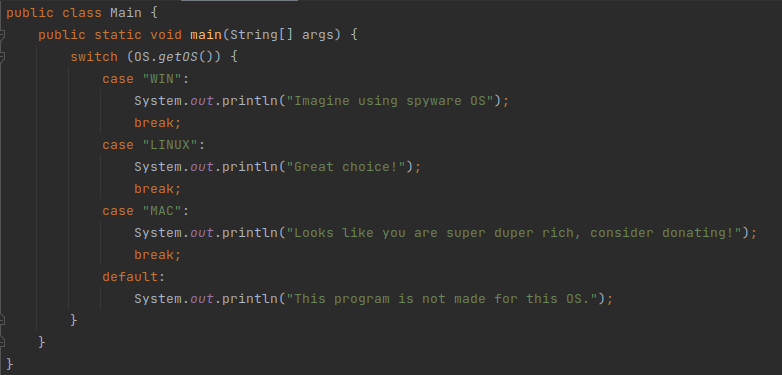 public class Main {
    public static void main(String[] args) {
        switch (OS.getOS()) {
            case "WIN":
                System.out.println("Imagine using spyware OS");
                break;
            case "LINUX":
                System.out.println("Great choice!");
                break;
            case "MAC":
                System.out.println("Looks like you are super duper rich, consider donating!");
                break;
            default:
                System.out.println("This program is not made for this OS.");
        }
    }
}